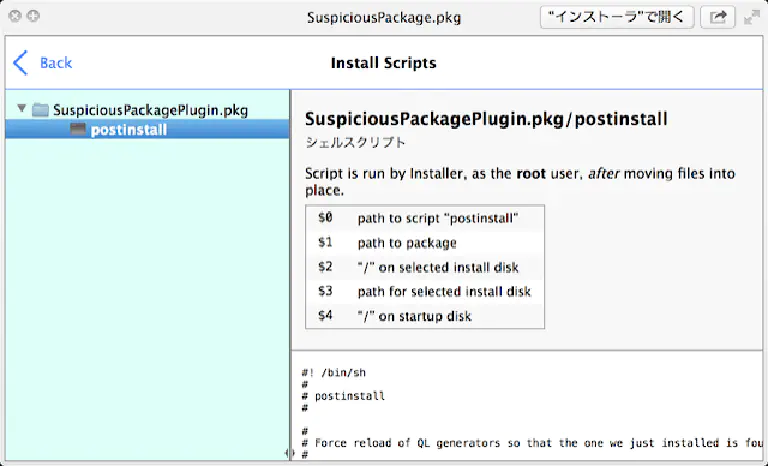 SuspiciousPackage.pkg
“インストーラ”で開く
Back
Install Scripts
SuspiciousPackagePlugin.pkg
postinstall
SuspiciousPackagePlugin.pkg/postinstall
シェルスクリプト
Script is run by Installer, as the root user, after moving files into
place.
$0 path to script "postinstall"
$1 path to package
$2 "/" on selected install disk
$3 path for selected install disk
$4 "/" on startup disk
#! /bin/sh
#
# postinstall
#
#
# Force reload of QL generators so that the one we just installed is fou
#